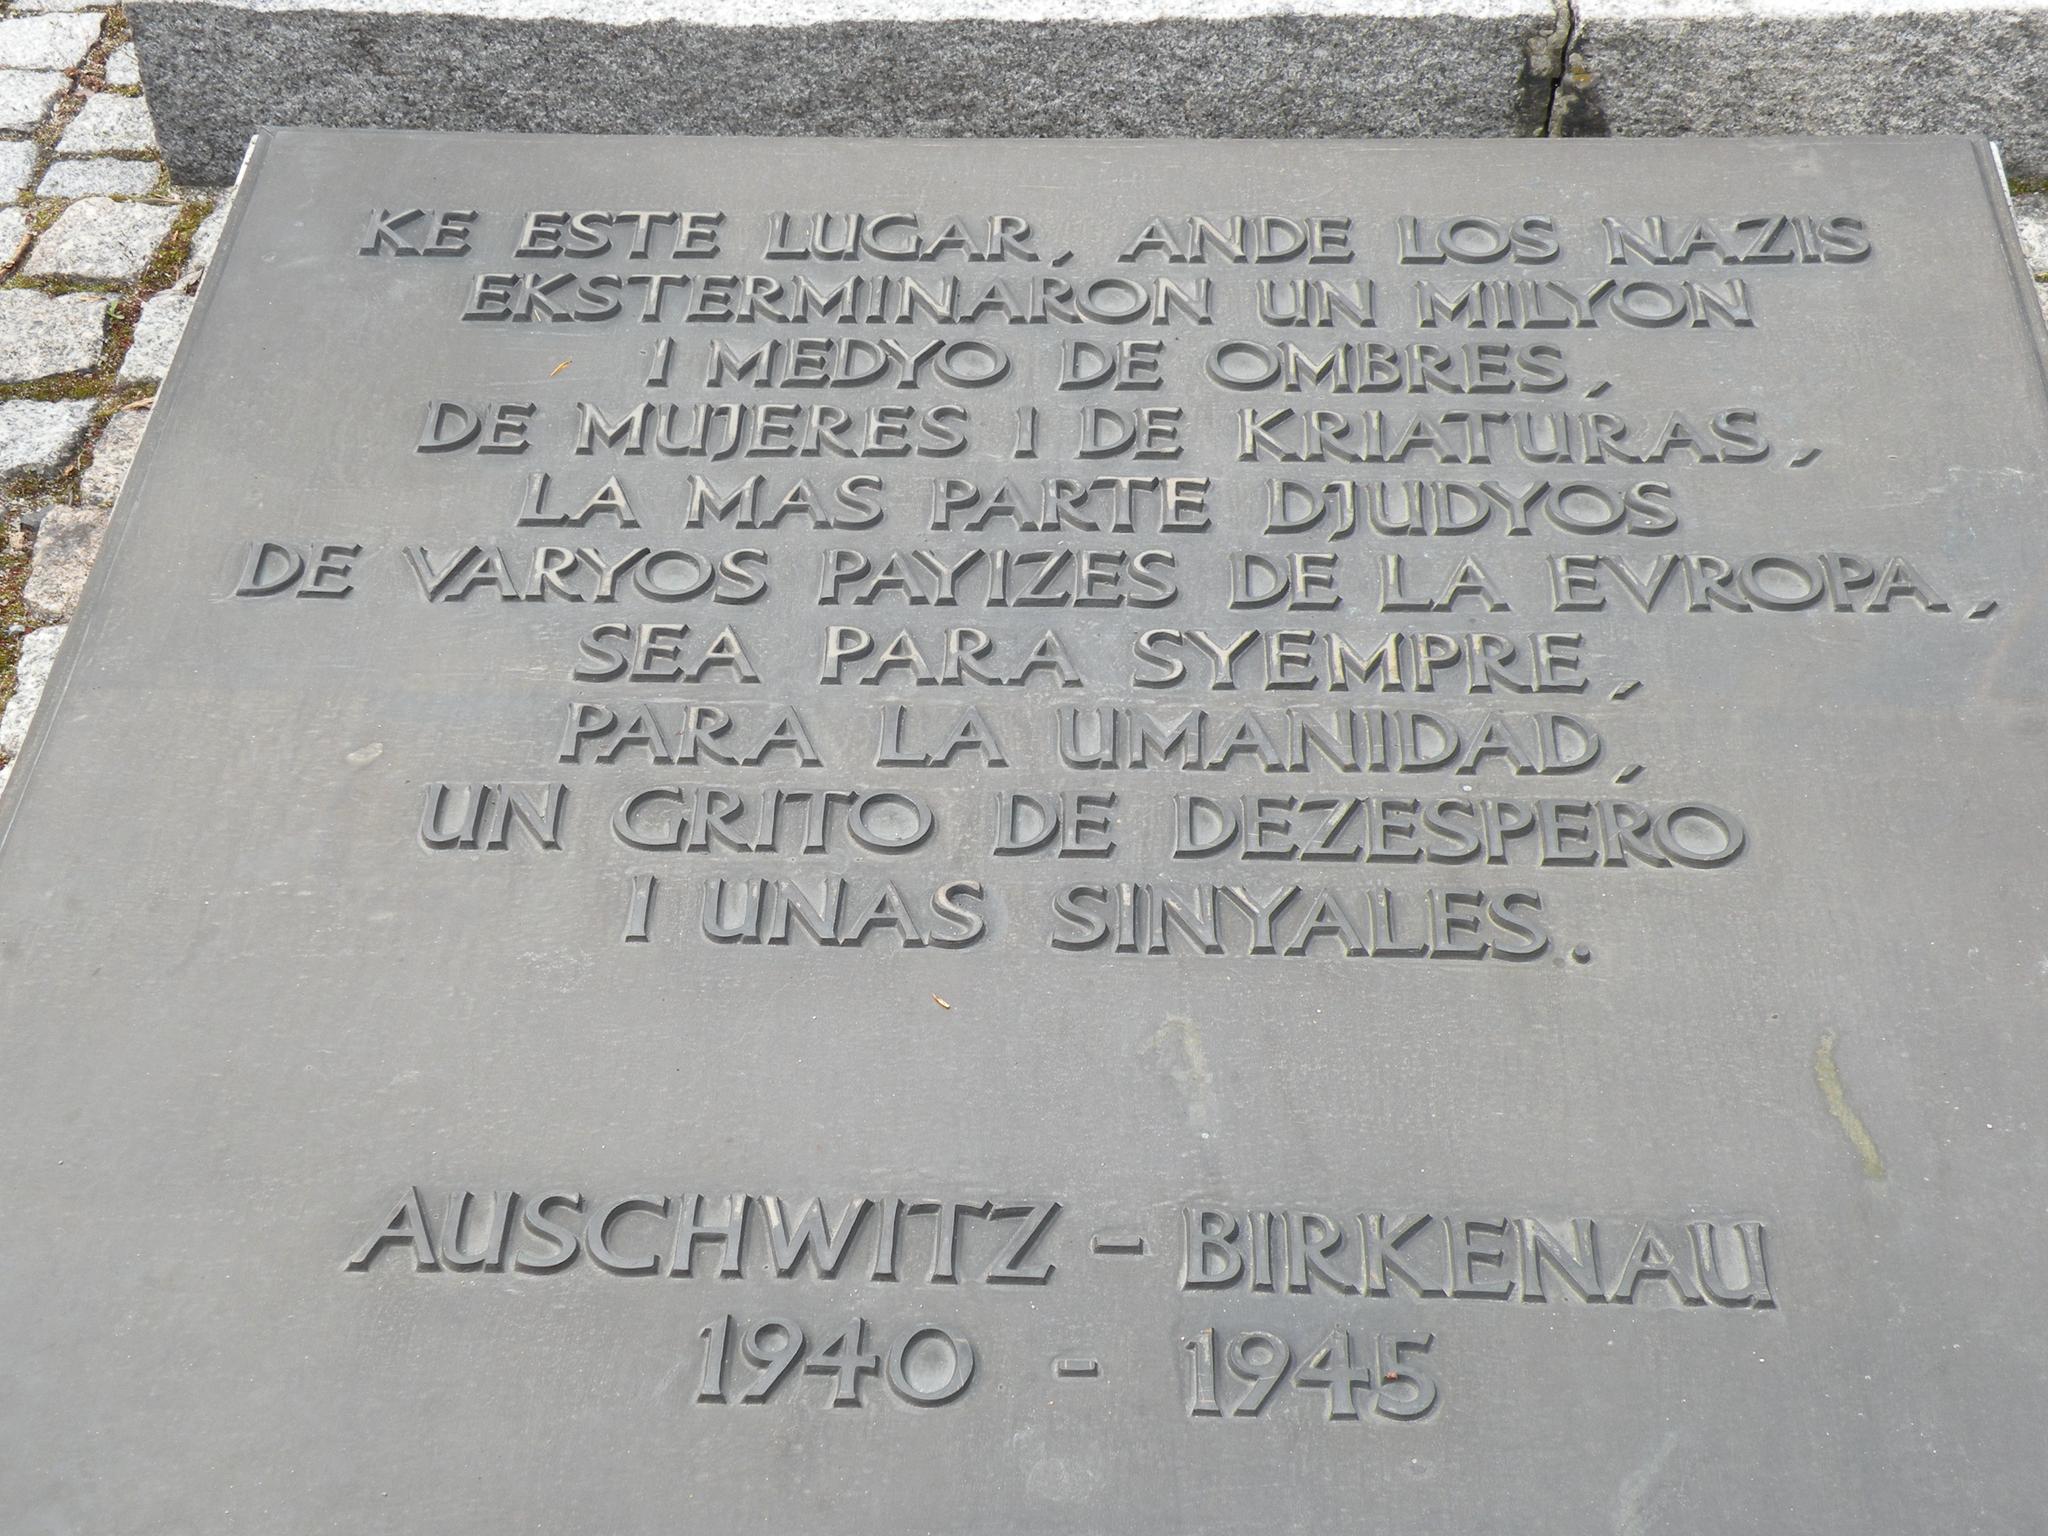 KE ESTE LUGAR, ANDE LOS NAZIS
EKSTERMINARON UN MILYON
I MEDYO DE OMBRES,
DE MUJERES I DE KRIATURAS,
LA MAS PARTE DJUDYOS
DE VARYOS PAYIZES DE LA EVROPA,
SEA PARA SYEMPRE,
PARA LA UMANIDAD,
UN GRITO DE DEZESPERO
I UNAS SINYALES.
AUSCHWITZ - BIRKENAU
1940 - 1945